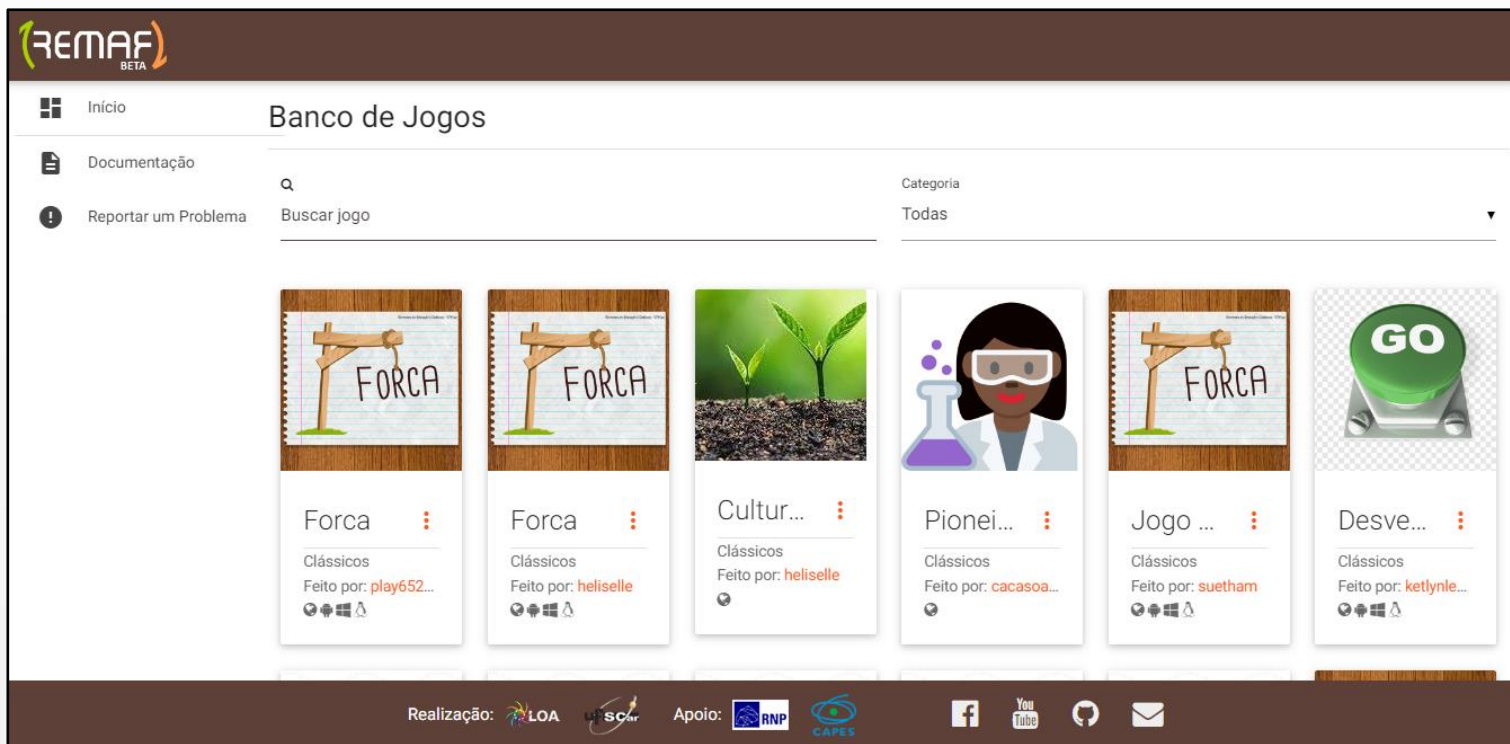 REMAF
BETA
Início
Documentação
Reportar um Problema
Banco de Jogos
Buscar jogo
Categoria
Todas
FORCA
FORCA
FORCA
GO
Forca
Clássicos
Feito por: play652...
Forca
Clássicos
Feito por: heliselle
Cultur...
Clássicos
Feito por: heliselle
Pionei...
Clássicos
Feito por: cacasoa...
Jogo ...
Clássicos
Feito por: suetham
Desve...
Clássicos
Feito por: ketlynle...
Realização: LOA ufscar Apoio: RNP CAPES You Tube